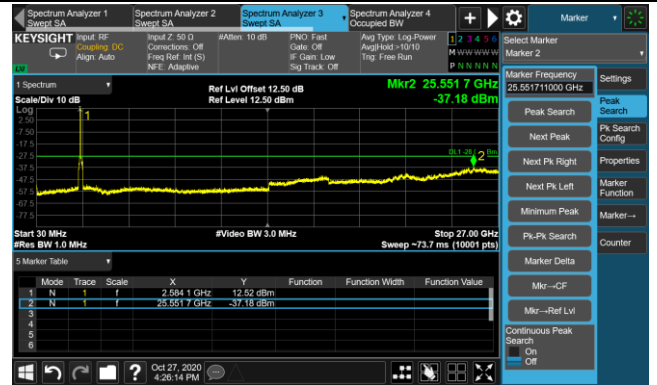 Spectrum Analyzer 1
Swept SA
Spectrum Analyzer 2
Swept SA
Spectrum Analyzer 3
Swept SA
Spectrum Analyzer 4
Occupied BW
+
Marker
KEYSIGHT
Input: RF
Coupling: DC
Align: Auto
Input Z: 50 Ω
Corrections: Off
Freq Ref: Int (S)
NFE: Adaptive
#Atten: 10 dB
PNO: Fast
Gate: Off
IF Gain: Low
Sig Track: Off
Avg Type: Log-Power
Avg|Hold:>10/10
Trig: Free Run
1 2 3 4 5 6
M W W W W W
P N N N N N
Select Marker
Marker 2
1 Spectrum
Scale/Div 10 dB
Ref Lvl Offset 12.50 dB
Ref Level 12.50 dBm
Mkr2 25.551 7 GHz
-37.18 dBm
Log
2.50
-7.50
-17.5
-27.5
-37.5
-47.5
-57.5
-67.5
-77.5
1
2
Start 30 MHz
#Res BW 1.0 MHz
#Video BW 3.0 MHz
Stop 27.00 GHz
Sweep ~73.7 ms (10001 pts)
5 Marker Table
Mode Trace Scale X Y Function Function Width Function Value
1 N 1 f 2.584 1 GHz 12.52 dBm
2 N 1 f 25.551 7 GHz -37.18 dBm
3
4
5
6
Marker Frequency
25.551711000 GHz
Peak Search
Next Peak
Next Pk Right
Next Pk Left
Minimum Peak
Pk-Pk Search
Marker Delta
Mkr→CF
Mkr→Ref Lvl
Continuous Peak
Search
On
Off
Settings
Peak
Search
Pk Search
Config
Properties
Marker
Function
Marker→
Counter
?
Oct 27, 2020
4:26:14 PM